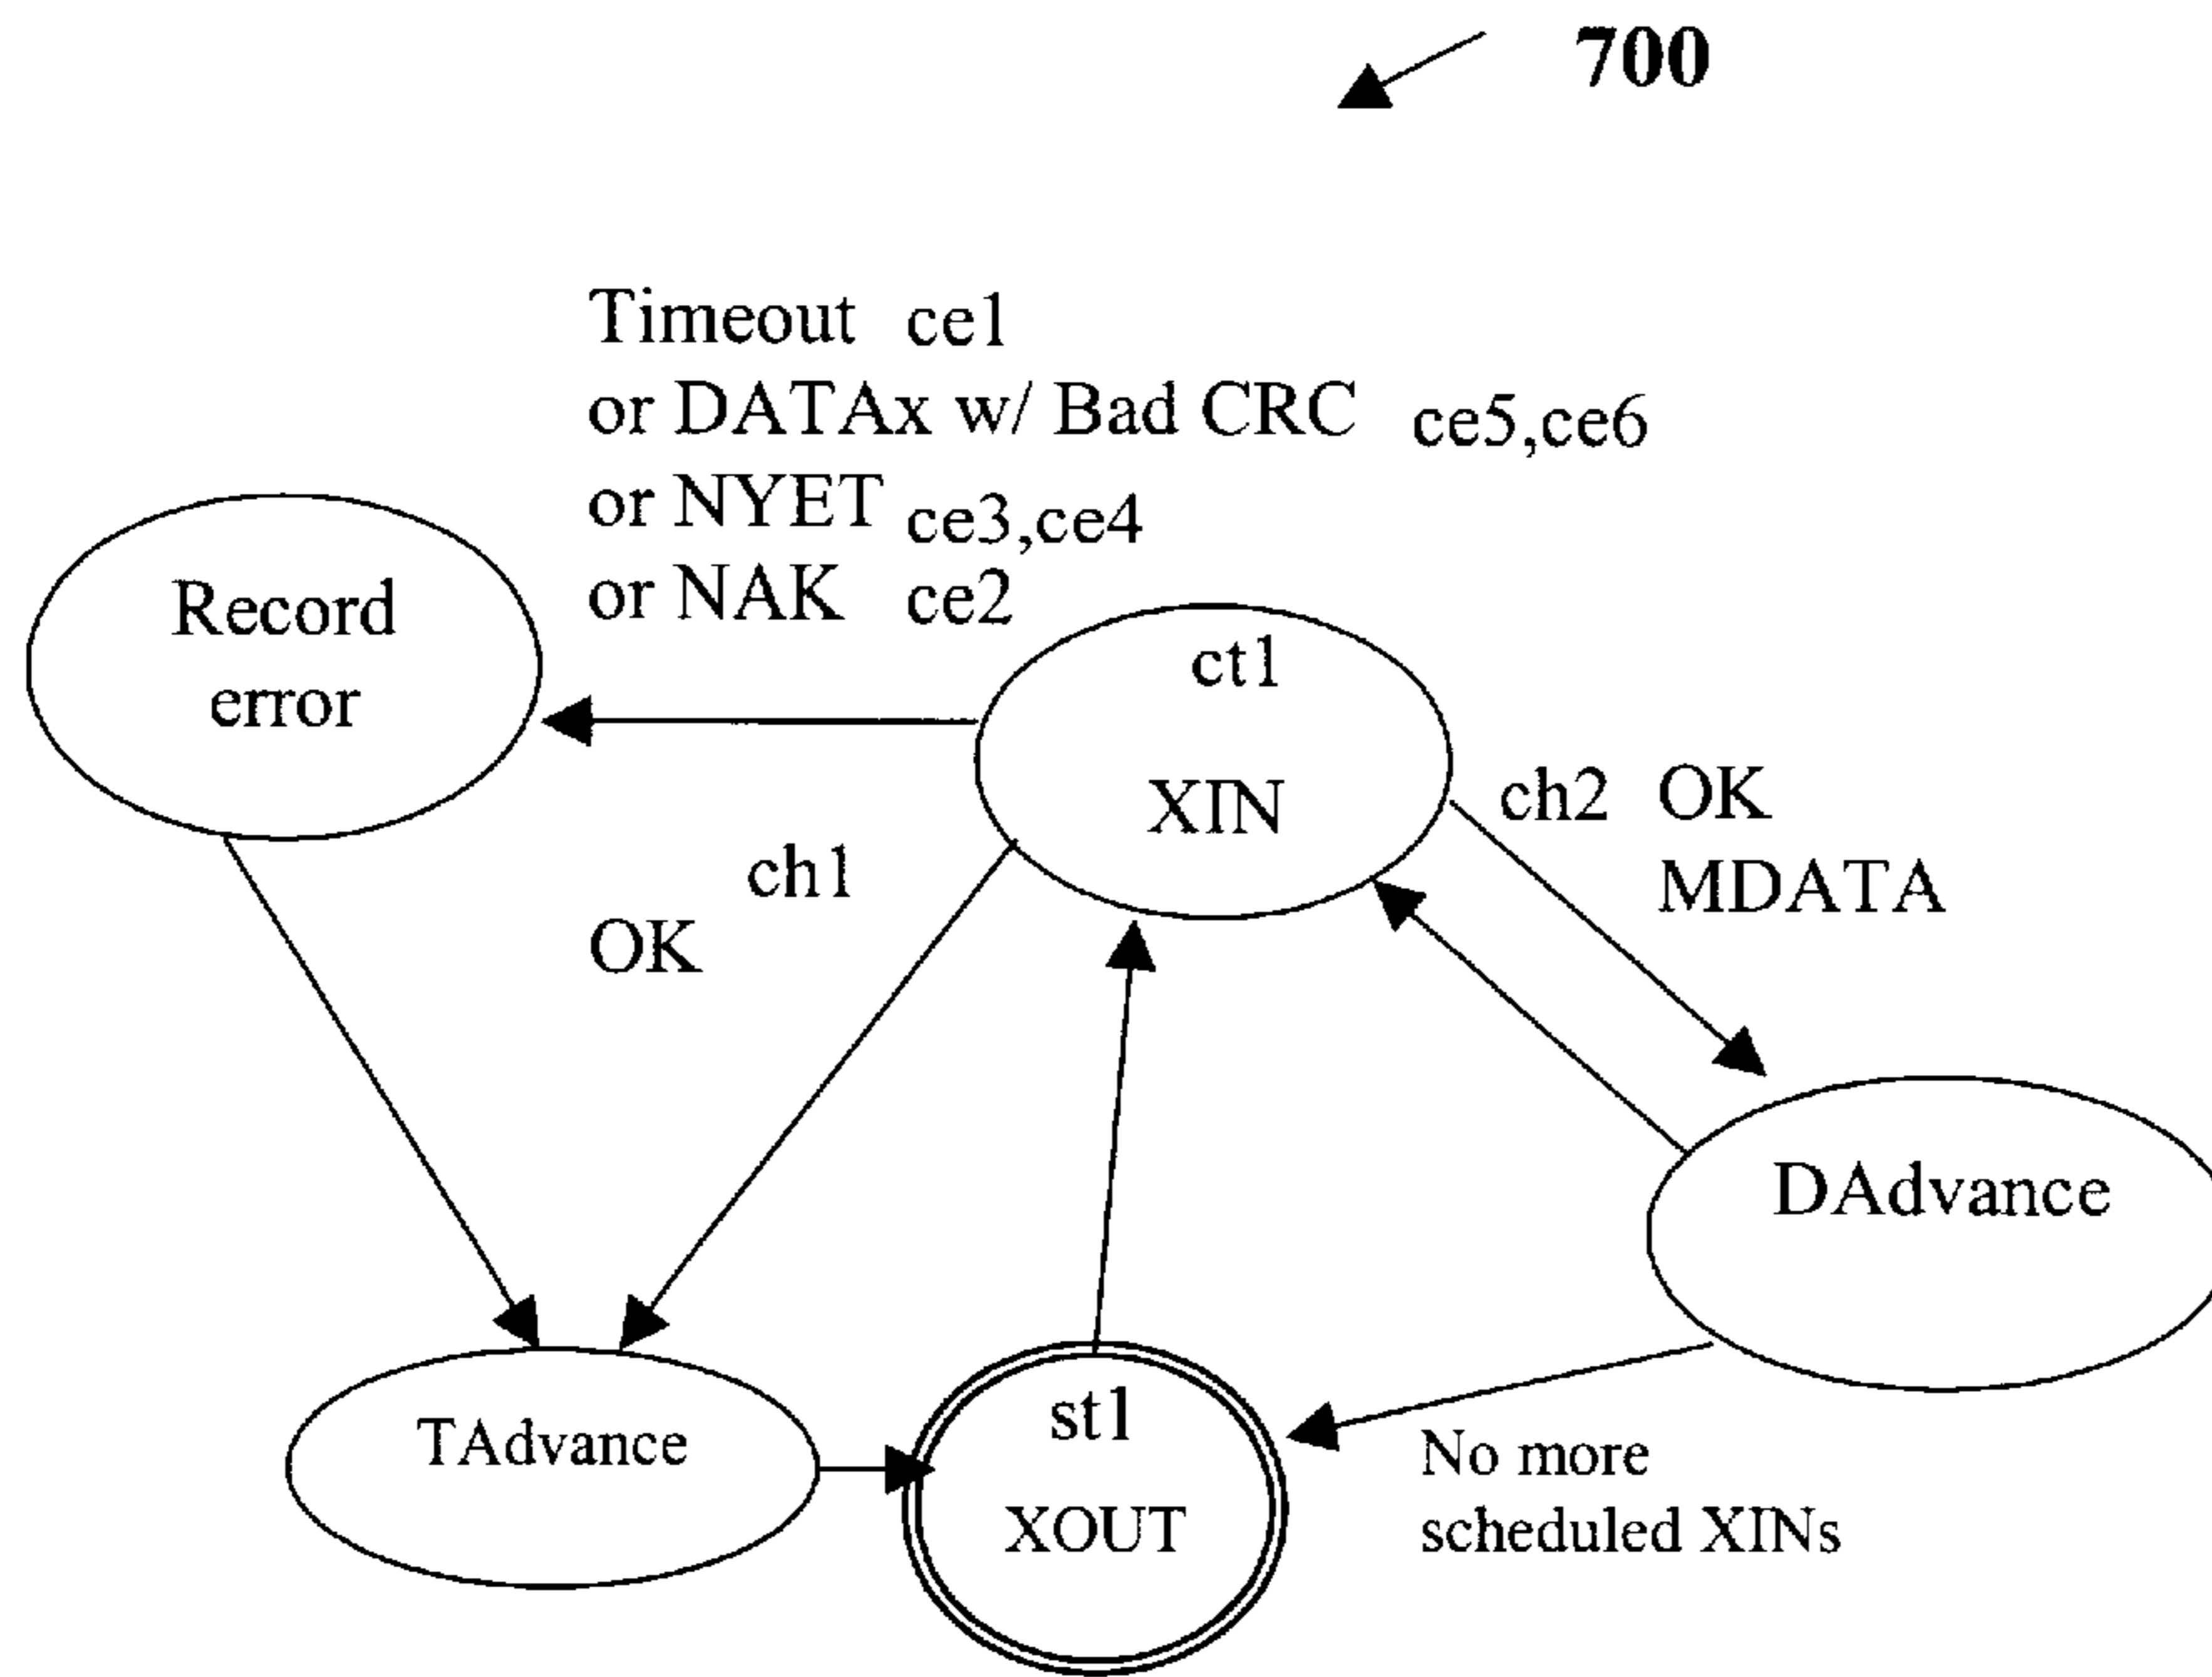 700
Timeout ce1
or DATAx w/ Bad CRC ce5,ce6
or NYET ce3,ce4
or NAK ce2
Record
error
ct1
XIN
ch2 OK
MDATA
ch1
OK
DAdvance
TAdvance
st1
XOUT
No more
scheduled XINs